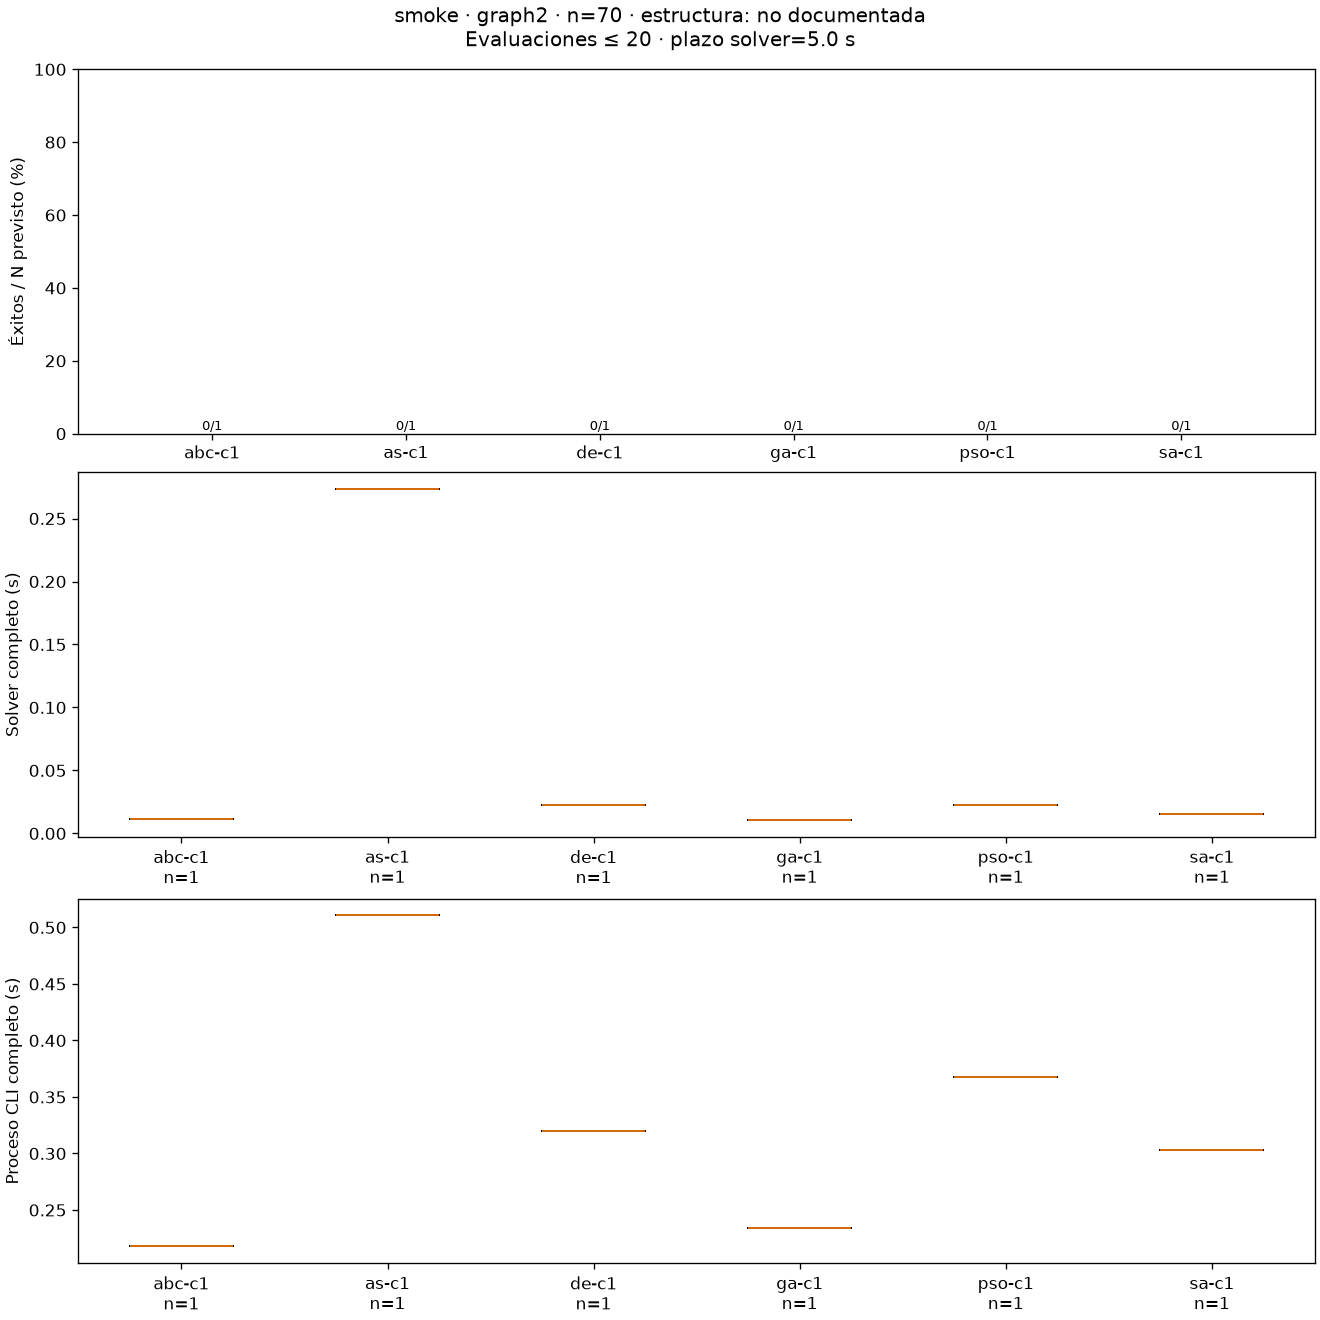 smoke · graph2 · n=70 · estructura: no documentada
Evaluaciones ≤ 20 · plazo solver=5.0 s
Éxitos / N previsto (%)
100
80
60
40
20
0
0/1 0/1 0/1 0/1 0/1 0/1
abc-c1 as-c1 de-c1 ga-c1 pso-c1 sa-c1
Solver completo (s)
0.25
0.20
0.15
0.10
0.05
0.00
abc-c1 as-c1 de-c1 ga-c1 pso-c1 sa-c1
n=1 n=1 n=1 n=1 n=1 n=1
Proceso CLI completo (s)
0.50
0.45
0.40
0.35
0.30
0.25
abc-c1 as-c1 de-c1 ga-c1 pso-c1 sa-c1
n=1 n=1 n=1 n=1 n=1 n=1